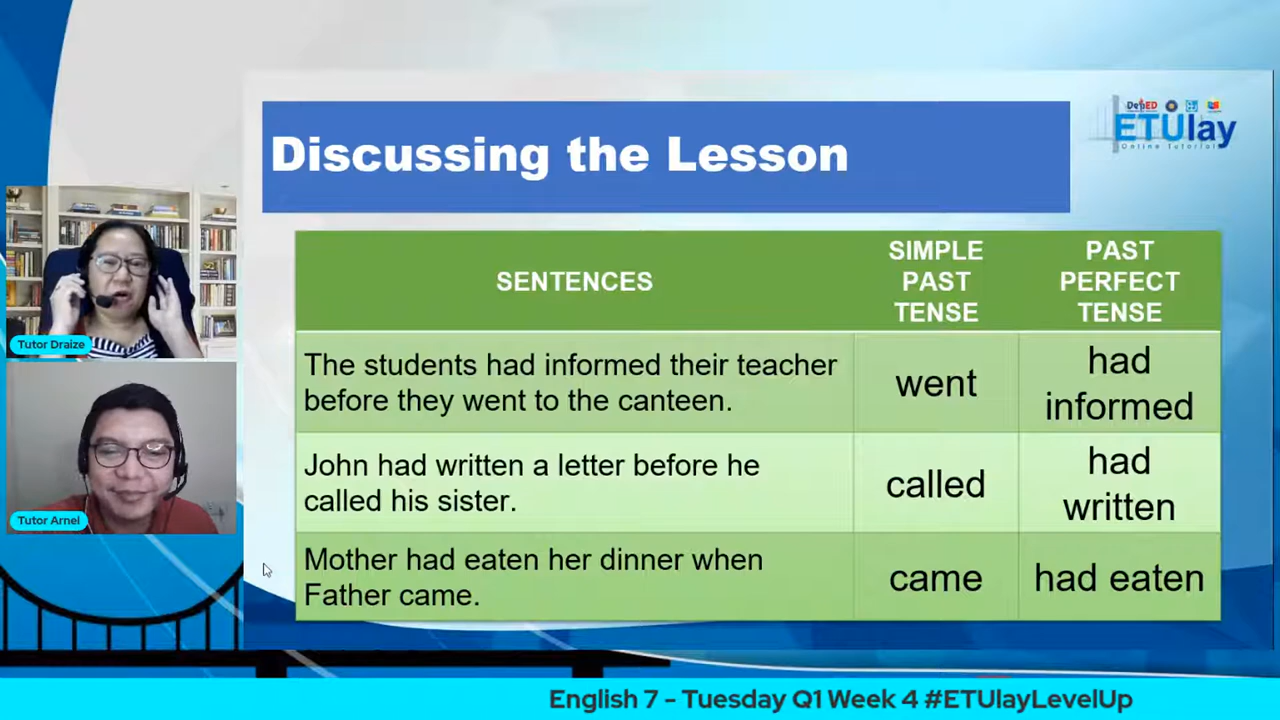 Discussing the Lesson
DepED
ETUlay
Online Tutorial
SENTENCES
SIMPLE
PAST
TENSE
PAST
PERFECT
TENSE
The students had informed their teacher
before they went to the canteen.
went
had
informed
John had written a letter before he
called his sister.
called
had
written
Mother had eaten her dinner when
Father came.
came
had eaten
Tutor Draize
Tutor Arnel
English 7 - Tuesday Q1 Week 4 #ETUlayLevelUp